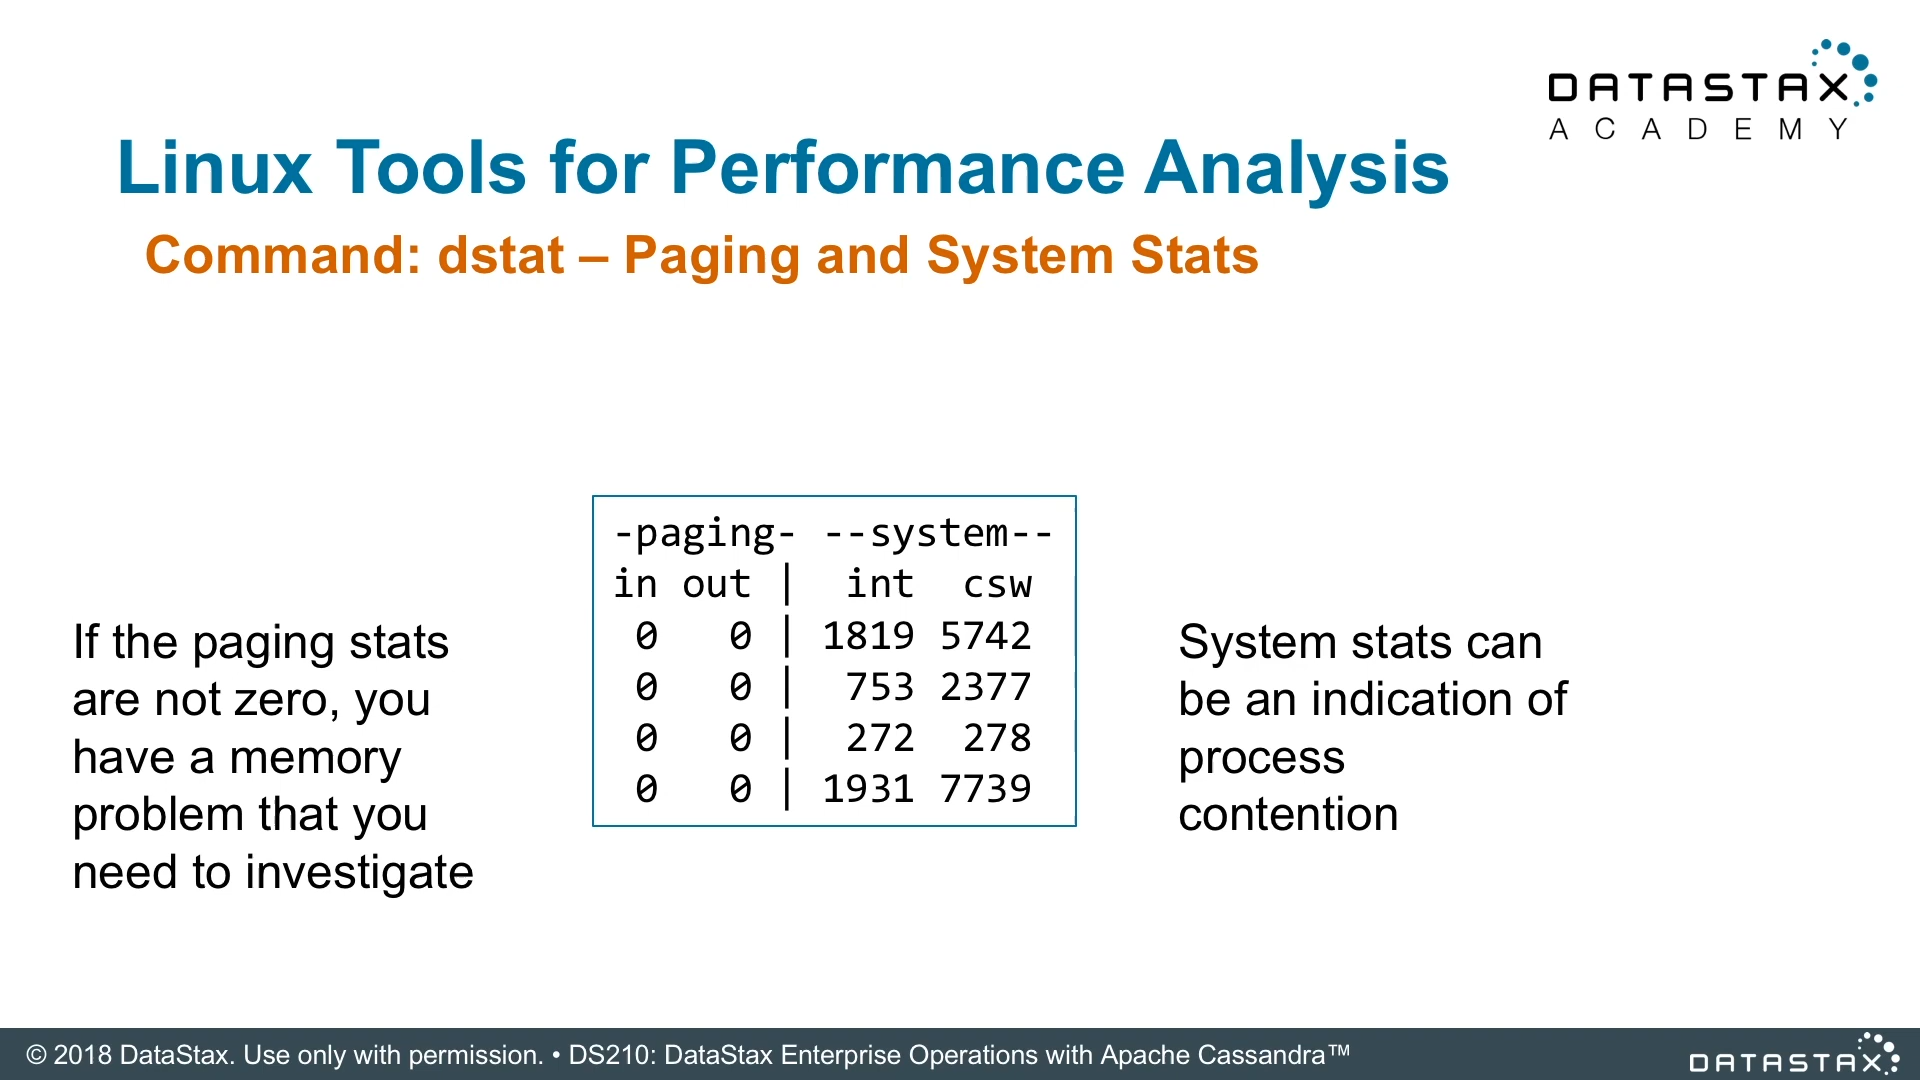 DATASTAX
ACADEMY
Linux Tools for Performance Analysis
Command: dstat – Paging and System Stats
If the paging stats
are not zero, you
have a memory
problem that you
need to investigate
-paging- --system--
in out |  int  csw
 0   0 | 1819 5742
 0   0 |  753 2377
 0   0 |  272  278
 0   0 | 1931 7739
System stats can
be an indication of
process
contention
© 2018 DataStax. Use only with permission. • DS210: DataStax Enterprise Operations with Apache Cassandra™
DATASTAX